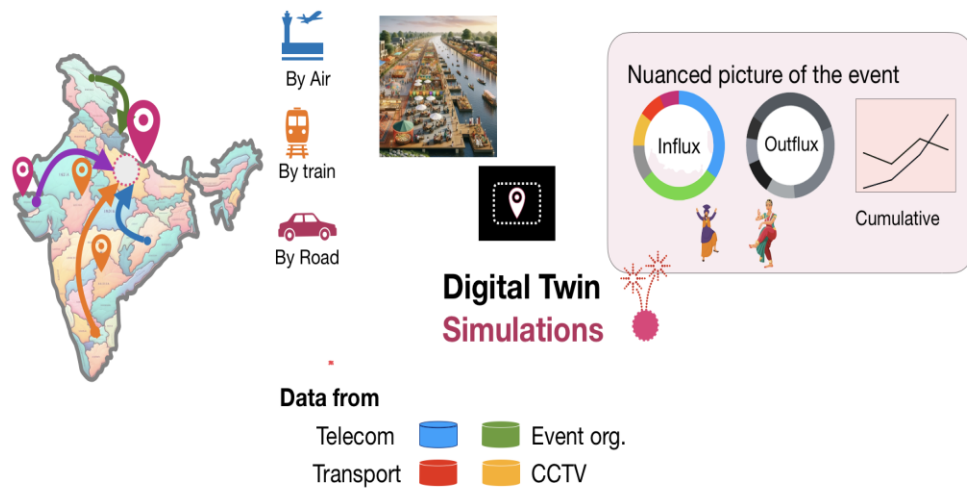 By Air
By train
By Road
Nuanced picture of the event
Influx
Outflux
Cumulative
Digital Twin
Simulations
Data from
Telecom
Event org.
Transport
CCTV